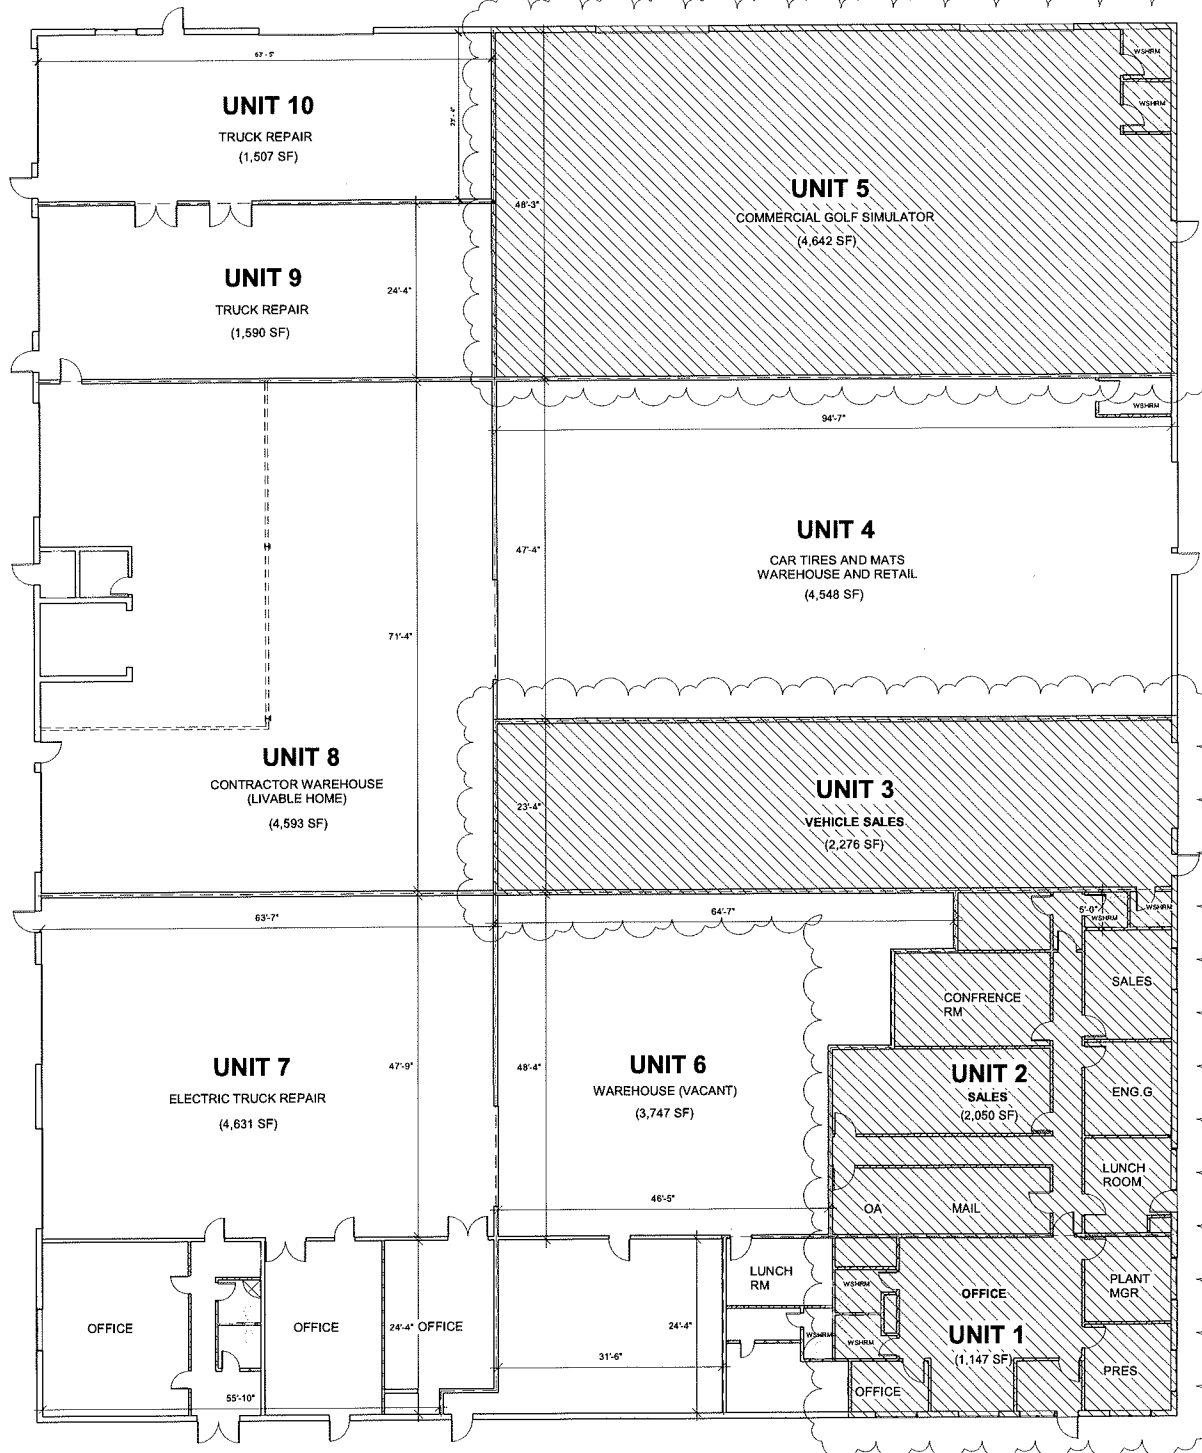 63'-5"
WSHRM
UNIT 10
TRUCK REPAIR
(1,507 SF)
23'-4"
WSHRM
UNIT 5
COMMERCIAL GOLF SIMULATOR
(4,642 SF)
48'-3"
UNIT 9
TRUCK REPAIR
(1,590 SF)
24'-4"
WSHRM
94'-7"
UNIT 4
CAR TIRES AND MATS
WAREHOUSE AND RETAIL
(4,548 SF)
47'-4"
71'-4"
UNIT 8
CONTRACTOR WAREHOUSE
(LIVABLE HOME)
(4,593 SF)
UNIT 3
VEHICLE SALES
(2,276 SF)
23'-4"
63'-7"
64'-7"
5'-0"
WSHRM
WSHRM
SALES
CONFRENCE
RM
UNIT 7
ELECTRIC TRUCK REPAIR
(4,631 SF)
47'-9"
48'-4"
UNIT 6
WAREHOUSE (VACANT)
(3,747 SF)
UNIT 2
SALES
(2,050 SF)
ENG.G
LUNCH
ROOM
46'-5"
OA
MAIL
LUNCH
RM
WSHRM
OFFICE
PLANT
MGR
OFFICE
OFFICE
24'-4"
OFFICE
24'-4"
WSHRM
WSHRM
UNIT 1
(1,147 SF)
31'-6"
PRES
OFFICE
55'-10"